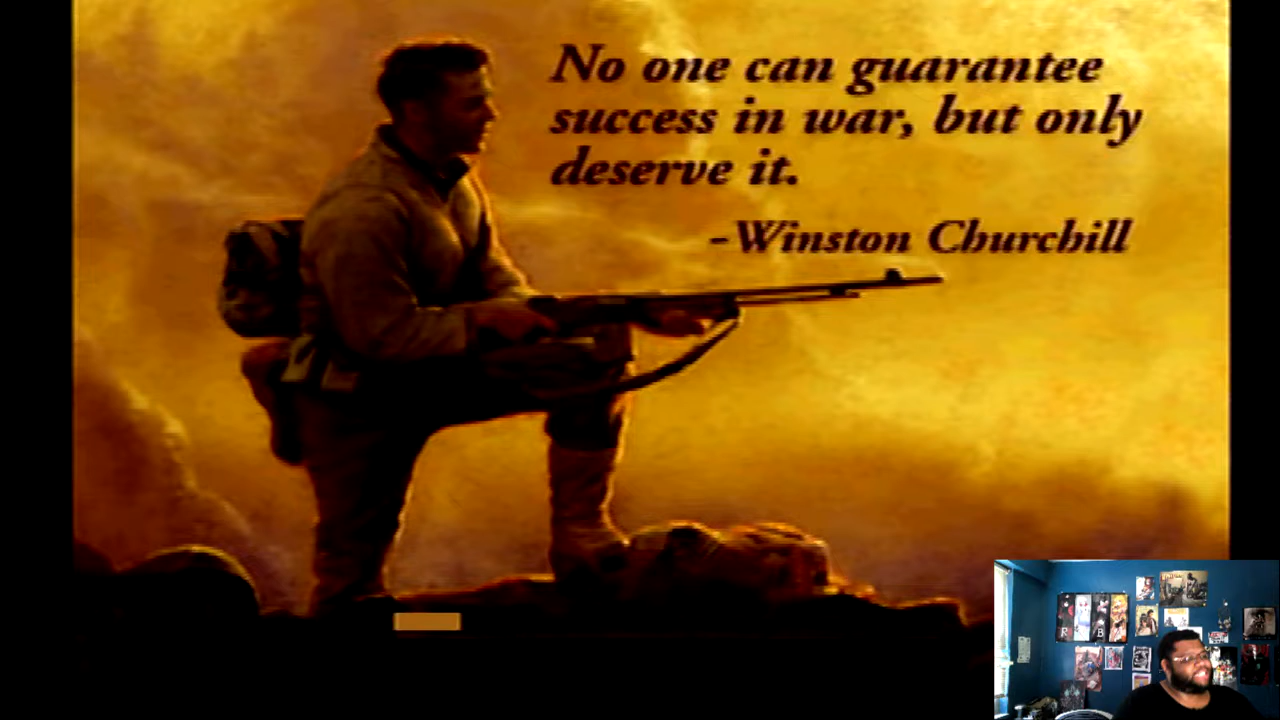 No one can guarantee
success in war, but only
deserve it.
-Winston Churchill